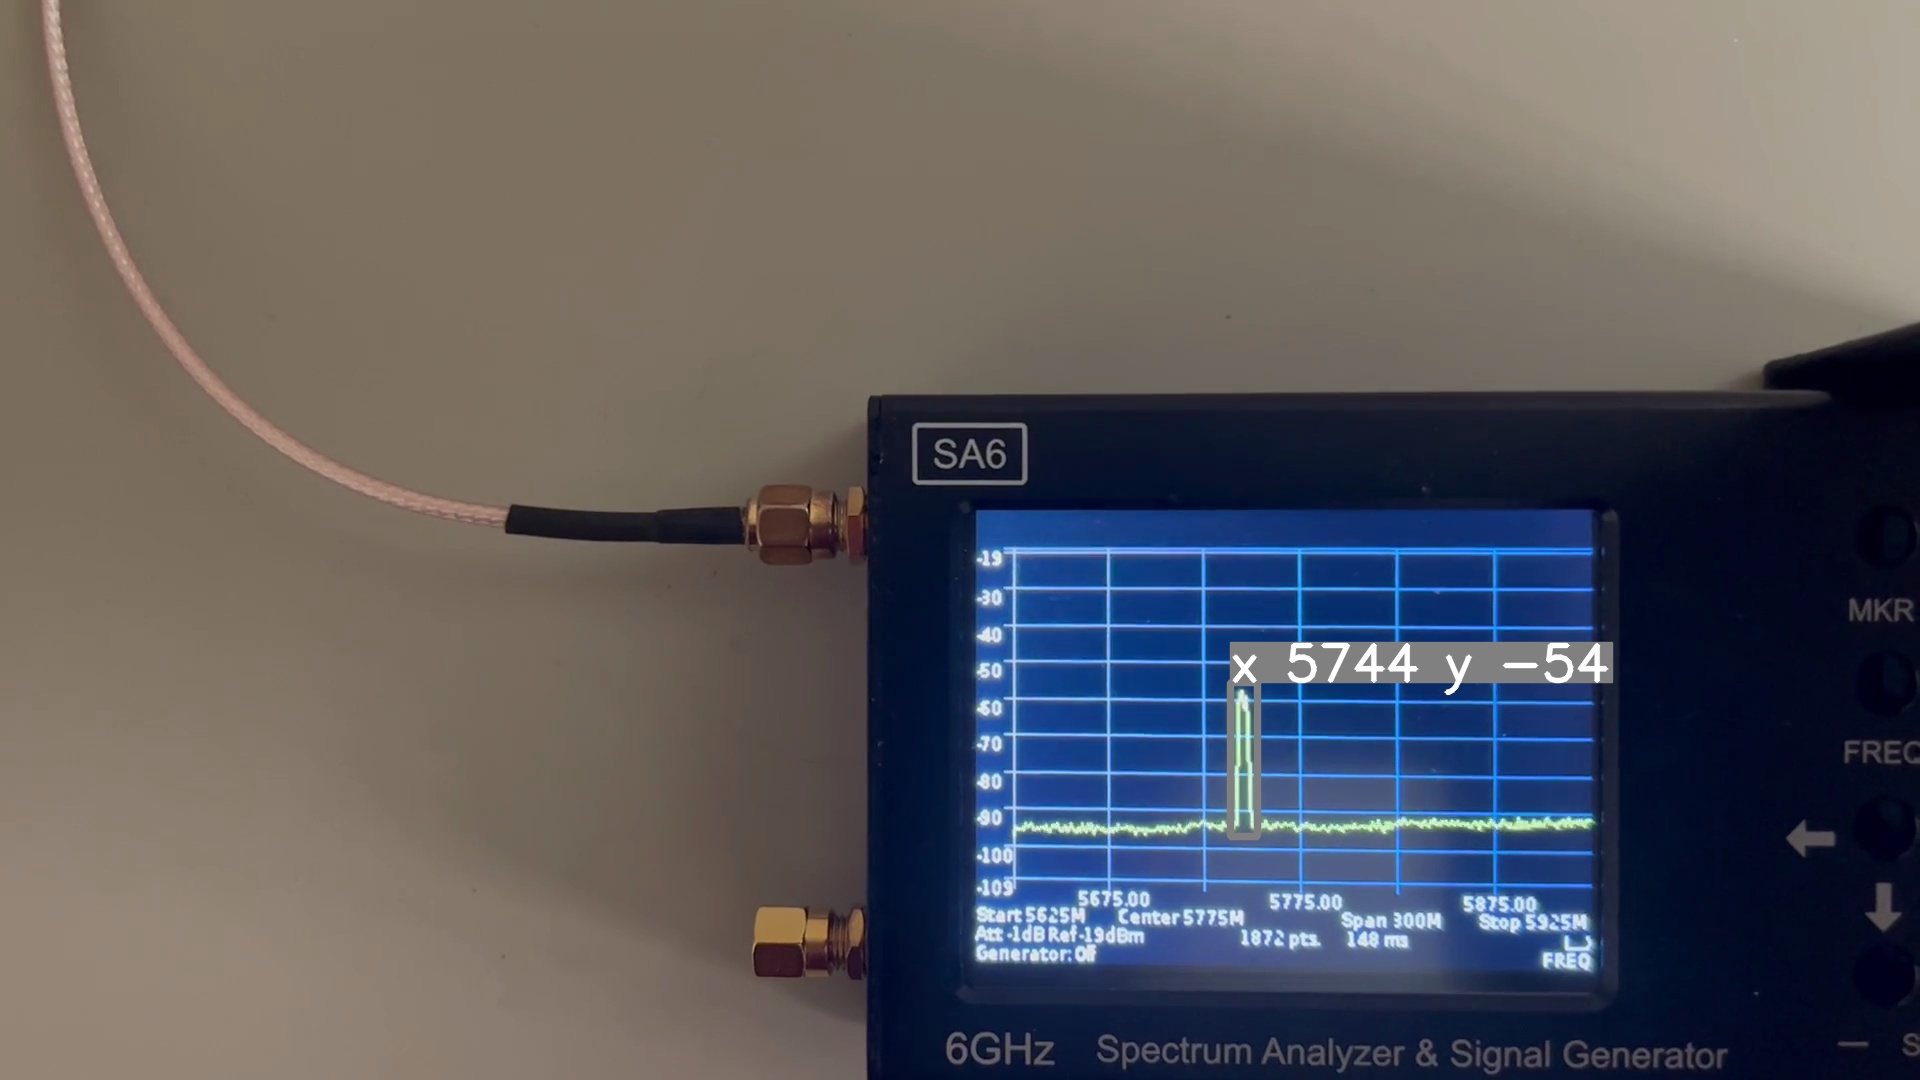 SA6
-19
-30
-40
x 5744 y -54
-50
-60
-70
-80
-90
-100
-109
5675.00 5775.00 5875.00
Start 5625M Center 5775M Span 300M Stop 5925M
Att -1dB Ref -19dBm 1872 pts. 148 ms
Generator: Off FREQ
MKR
FREQ
6GHz Spectrum Analyzer & Signal Generator